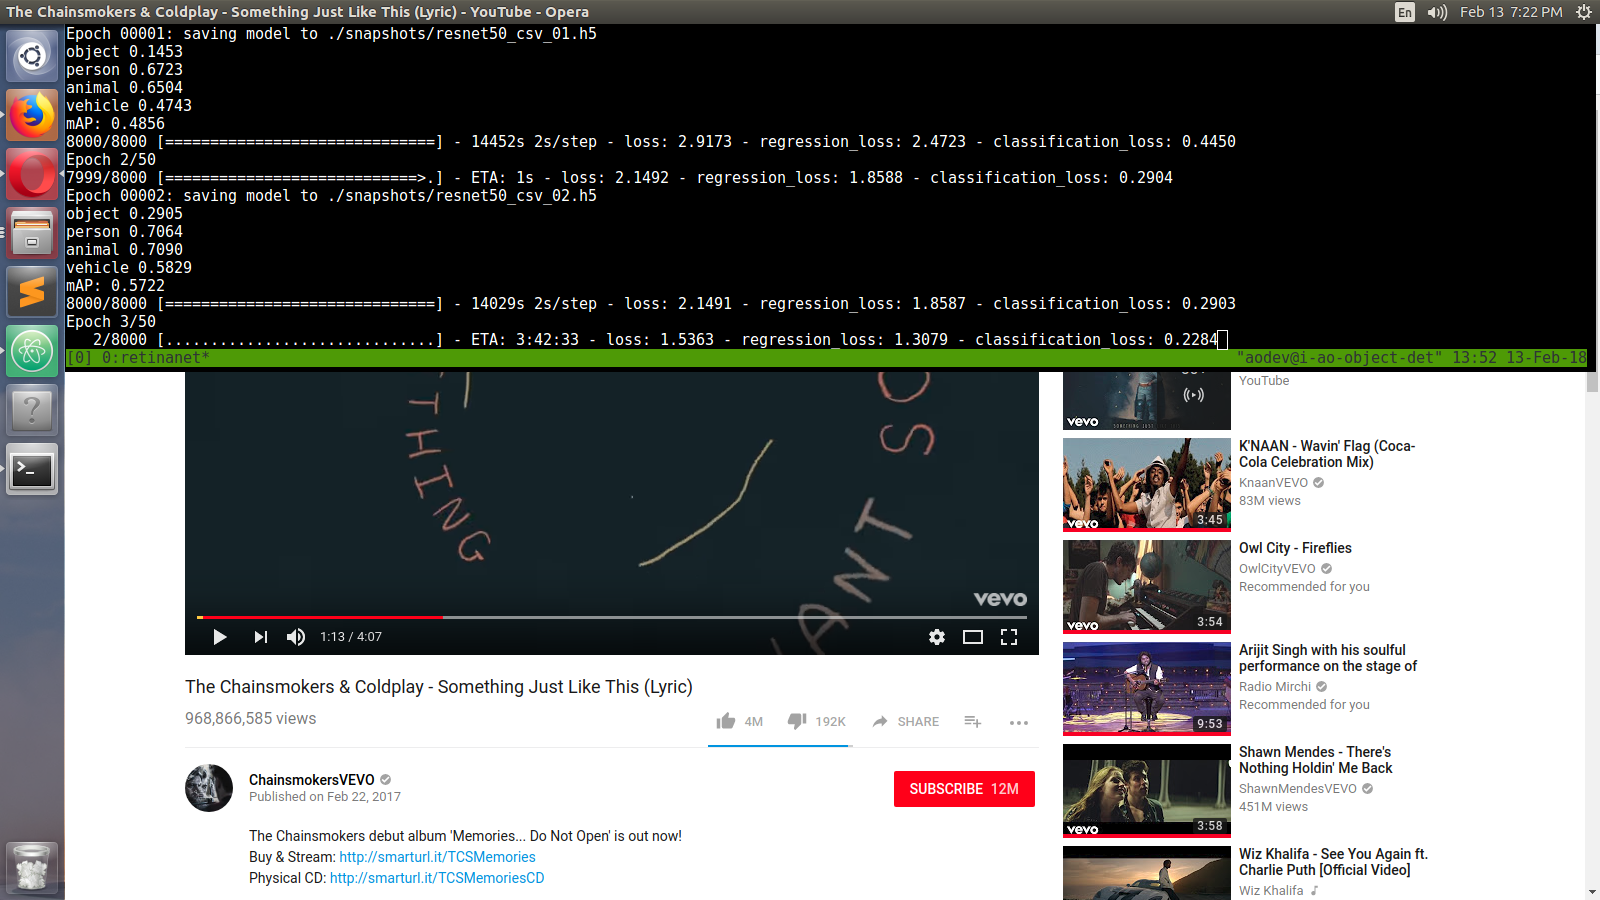 The Chainsmokers & Coldplay - Something Just Like This (Lyric) - YouTube - Opera
En
Feb 13 7:22 PM
Epoch 00001: saving model to ./snapshots/resnet50_csv_01.h5
object 0.1453
person 0.6723
animal 0.6504
vehicle 0.4743
mAP: 0.4856
8000/8000 [==============================] - 14452s 2s/step - loss: 2.9173 - regression_loss: 2.4723 - classification_loss: 0.4450
Epoch 2/50
7999/8000 [============================>.] - ETA: 1s - loss: 2.1492 - regression_loss: 1.8588 - classification_loss: 0.2904
Epoch 00002: saving model to ./snapshots/resnet50_csv_02.h5
object 0.2905
person 0.7064
animal 0.7090
vehicle 0.5829
mAP: 0.5722
8000/8000 [==============================] - 14029s 2s/step - loss: 2.1491 - regression_loss: 1.8587 - classification_loss: 0.2903
Epoch 3/50
2/8000 [..............................] - ETA: 3:42:33 - loss: 1.5363 - regression_loss: 1.3079 - classification_loss: 0.2284
[0] 0:retinanet*
"aodev@i-ao-object-det" 13:52 13-Feb-18
THING
SO
WANT
vevo
1:13 / 4:07
The Chainsmokers & Coldplay - Something Just Like This (Lyric)
968,866,585 views
4M
192K
SHARE
ChainsmokersVEVO
Published on Feb 22, 2017
SUBSCRIBE 12M
The Chainsmokers debut album 'Memories... Do Not Open' is out now!
Buy & Stream: http://smarturl.it/TCSMemories
Physical CD: http://smarturl.it/TCSMemoriesCD
YouTube
vevo
SOMETHING JUST
K'NAAN - Wavin' Flag (Coca-
Cola Celebration Mix)
KnaanVEVO
83M views
vevo
3:45
Owl City - Fireflies
OwlCityVEVO
Recommended for you
vevo
3:54
Arijit Singh with his soulful
performance on the stage of
Radio Mirchi
Recommended for you
9:53
Shawn Mendes - There's
Nothing Holdin' Me Back
ShawnMendesVEVO
451M views
vevo
3:58
Wiz Khalifa - See You Again ft.
Charlie Puth [Official Video]
Wiz Khalifa